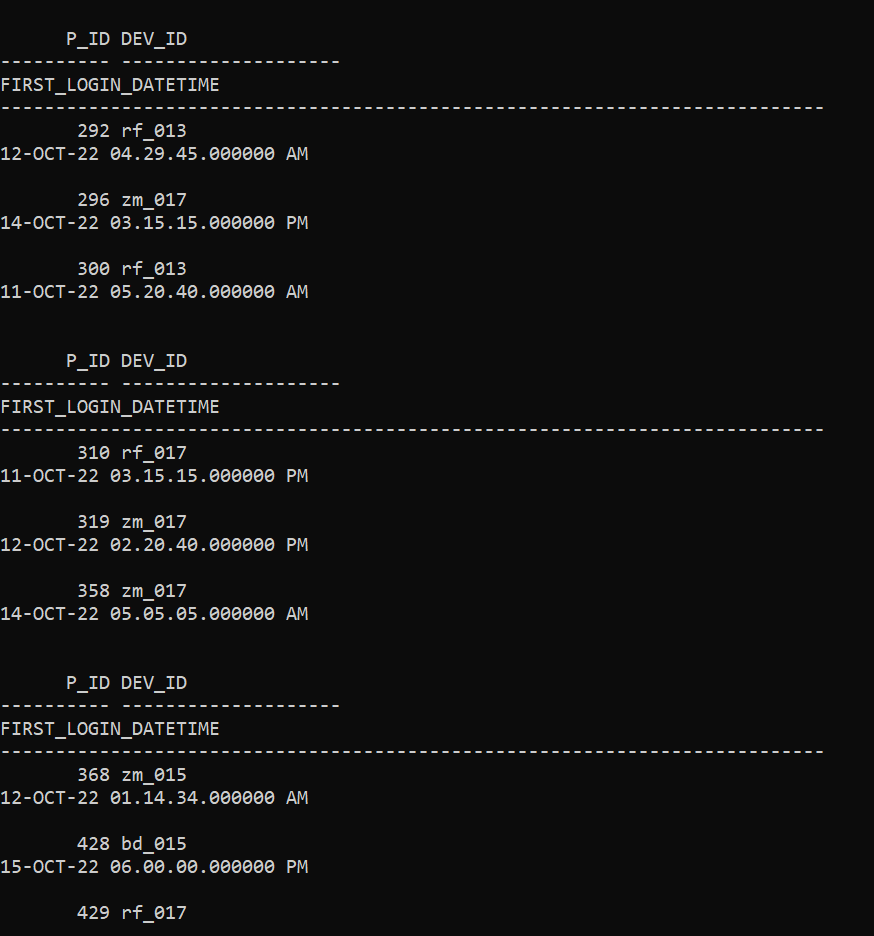 P_ID DEV_ID
---------- --------------------
FIRST_LOGIN_DATETIME
---------------------------------------------------------------------------
292 rf_013
12-OCT-22 04.29.45.000000 AM
296 zm_017
14-OCT-22 03.15.15.000000 PM
300 rf_013
11-OCT-22 05.20.40.000000 AM
P_ID DEV_ID
---------- --------------------
FIRST_LOGIN_DATETIME
---------------------------------------------------------------------------
310 rf_017
11-OCT-22 03.15.15.000000 PM
319 zm_017
12-OCT-22 02.20.40.000000 PM
358 zm_017
14-OCT-22 05.05.05.000000 AM
P_ID DEV_ID
---------- --------------------
FIRST_LOGIN_DATETIME
---------------------------------------------------------------------------
368 zm_015
12-OCT-22 01.14.34.000000 AM
428 bd_015
15-OCT-22 06.00.00.000000 PM
429 rf_017